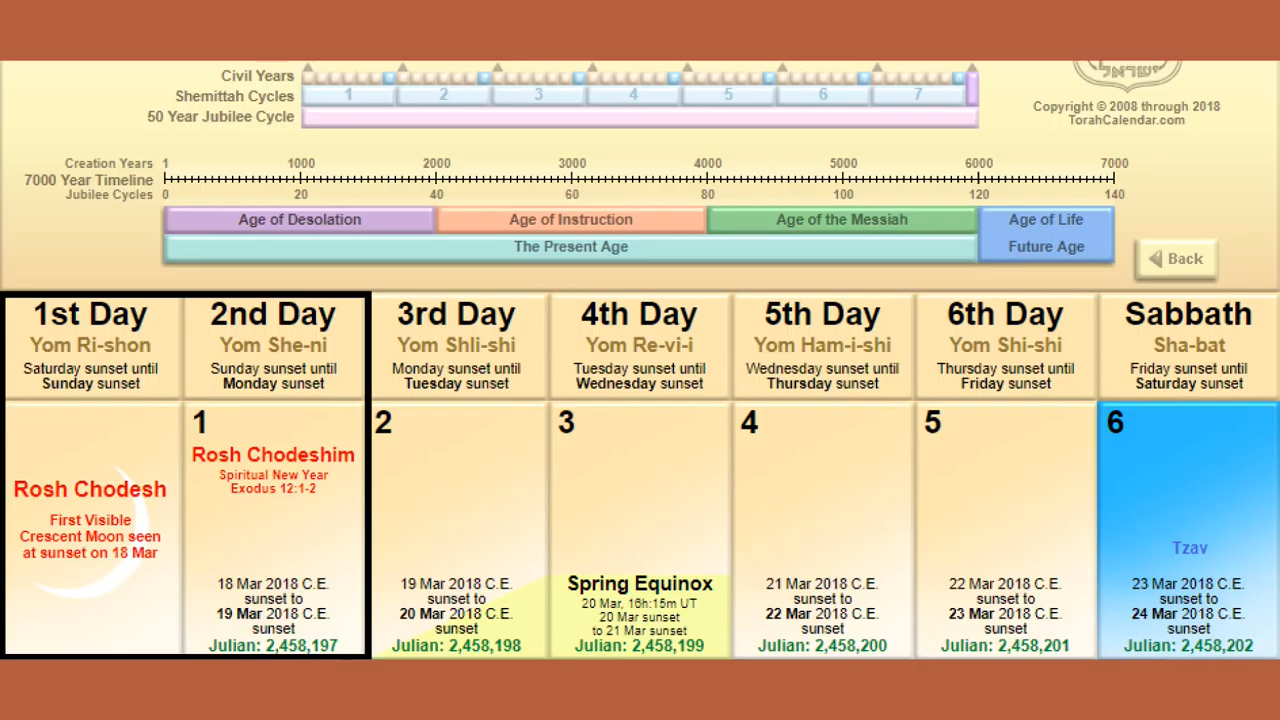 Civil Years
Shemittah Cycles 1 2 3 4 5 6 7
50 Year Jubilee Cycle
ישראל
Copyright © 2008 through 2018
TorahCalendar.com
Creation Years 1 1000 2000 3000 4000 5000 6000 7000
7000 Year Timeline
Jubilee Cycles 0 20 40 60 80 100 120 140
Age of Desolation Age of Instruction Age of the Messiah Age of Life
The Present Age Future Age
Back
1st Day
Yom Ri-shon
Saturday sunset until
Sunday sunset
2nd Day
Yom She-ni
Sunday sunset until
Monday sunset
3rd Day
Yom Shli-shi
Monday sunset until
Tuesday sunset
4th Day
Yom Re-vi-i
Tuesday sunset until
Wednesday sunset
5th Day
Yom Ham-i-shi
Wednesday sunset until
Thursday sunset
6th Day
Yom Shi-shi
Thursday sunset until
Friday sunset
Sabbath
Sha-bat
Friday sunset until
Saturday sunset
Rosh Chodesh
First Visible
Crescent Moon seen
at sunset on 18 Mar
1
Rosh Chodeshim
Spiritual New Year
Exodus 12:1-2
18 Mar 2018 C.E.
sunset to
19 Mar 2018 C.E.
sunset
Julian: 2,458,197
2
19 Mar 2018 C.E.
sunset to
20 Mar 2018 C.E.
sunset
Julian: 2,458,198
3
Spring Equinox
20 Mar, 16h:15m UT
20 Mar sunset
to 21 Mar sunset
Julian: 2,458,199
4
21 Mar 2018 C.E.
sunset to
22 Mar 2018 C.E.
sunset
Julian: 2,458,200
5
22 Mar 2018 C.E.
sunset to
23 Mar 2018 C.E.
sunset
Julian: 2,458,201
6
Tzav
23 Mar 2018 C.E.
sunset to
24 Mar 2018 C.E.
sunset
Julian: 2,458,202